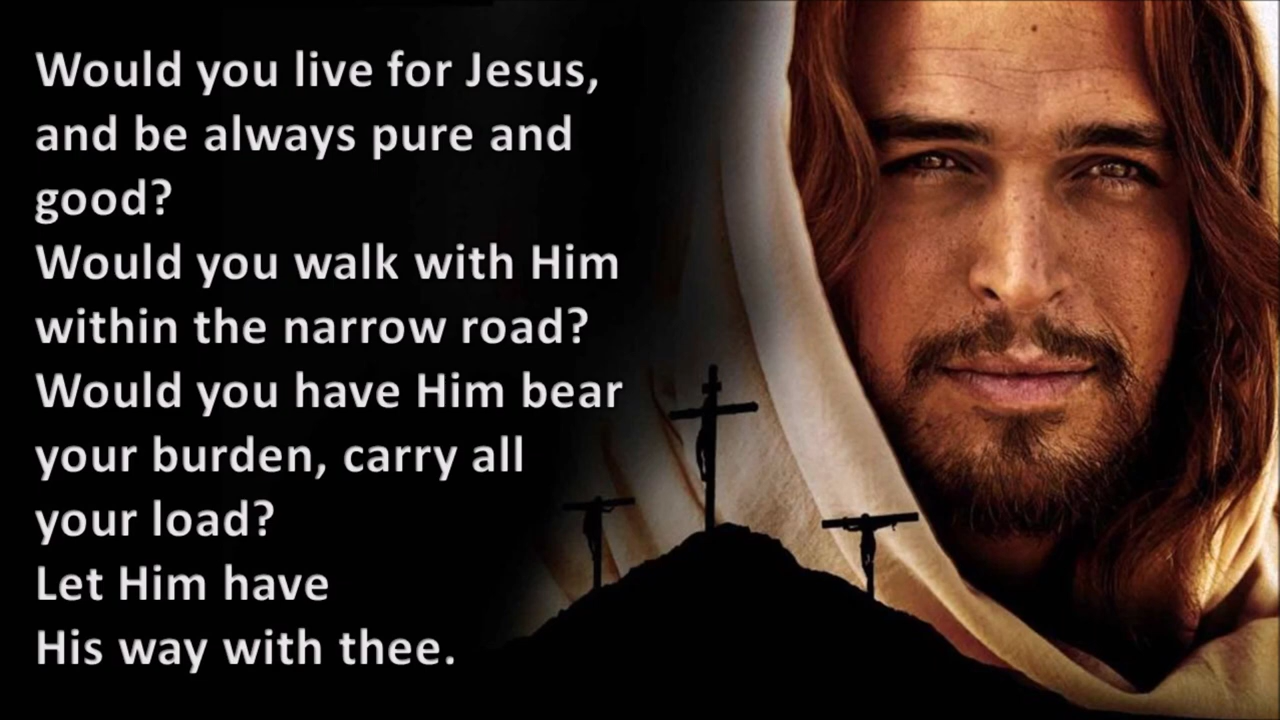 Would you live for Jesus,
and be always pure and
good?
Would you walk with Him
within the narrow road?
Would you have Him bear
your burden, carry all
your load?
Let Him have
His way with thee.